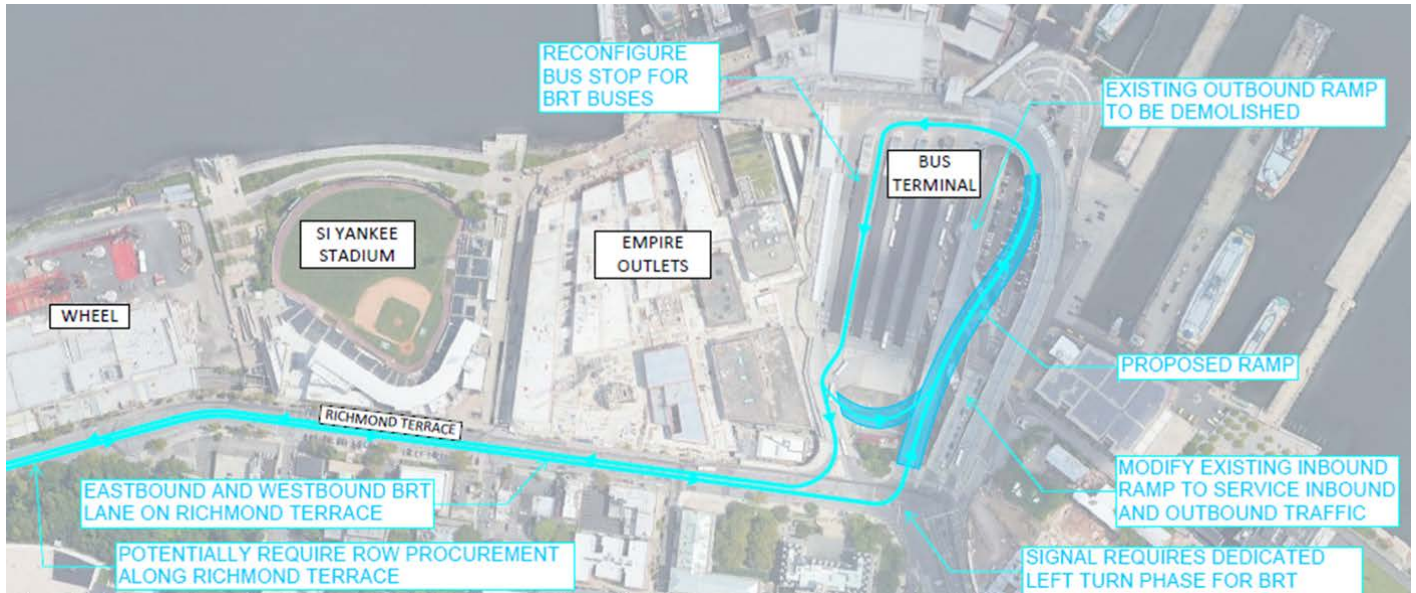 RECONFIGURE
BUS STOP FOR
BRT BUSES
EXISTING OUTBOUND RAMP
TO BE DEMOLISHED
BUS
TERMINAL
SI YANKEE
STADIUM
EMPIRE
OUTLETS
WHEEL
PROPOSED RAMP
RICHMOND TERRACE
MODIFY EXISTING INBOUND
RAMP TO SERVICE INBOUND
AND OUTBOUND TRAFFIC
EASTBOUND AND WESTBOUND BRT
LANE ON RICHMOND TERRACE
POTENTIALLY REQUIRE ROW PROCUREMENT
ALONG RICHMOND TERRACE
SIGNAL REQUIRES DEDICATED
LEFT TURN PHASE FOR BRT